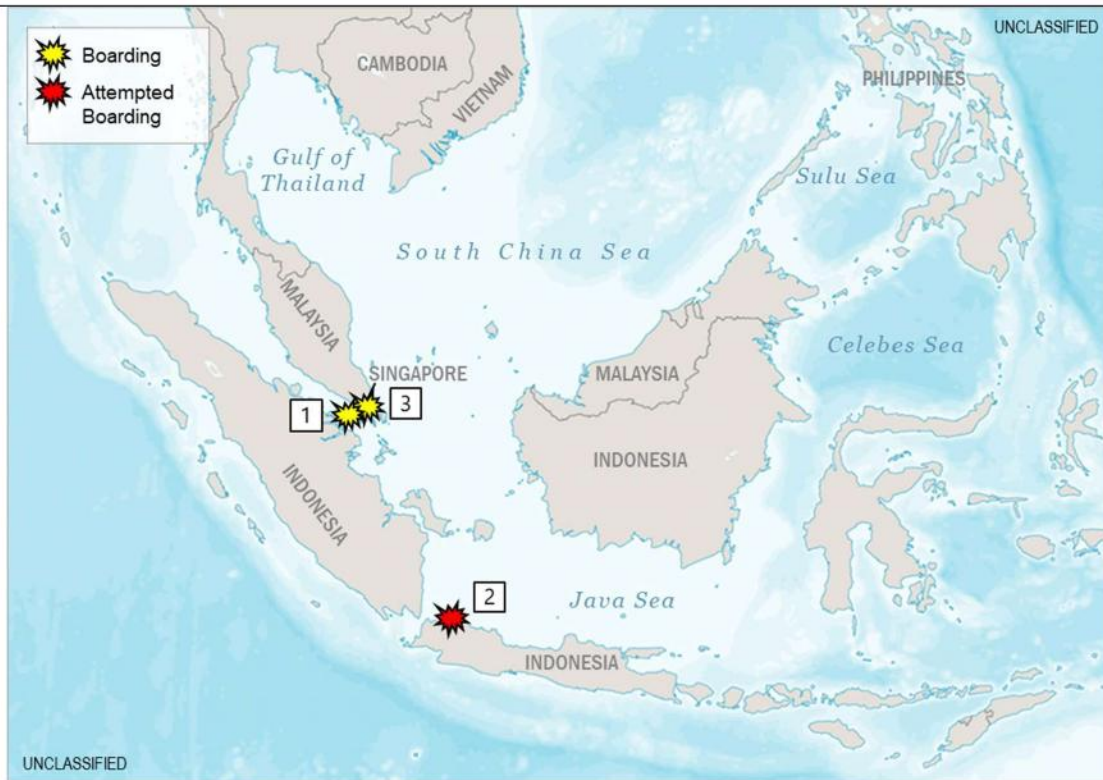 UNCLASSIFIED
Boarding
Attempted
Boarding
CAMBODIA
VIETNAM
PHILIPPINES
Gulf of
Thailand
Sulu Sea
South China Sea
MALAYSIA
Celebes Sea
SINGAPORE
MALAYSIA
1
3
INDONESIA
INDONESIA
2
Java Sea
INDONESIA
UNCLASSIFIED